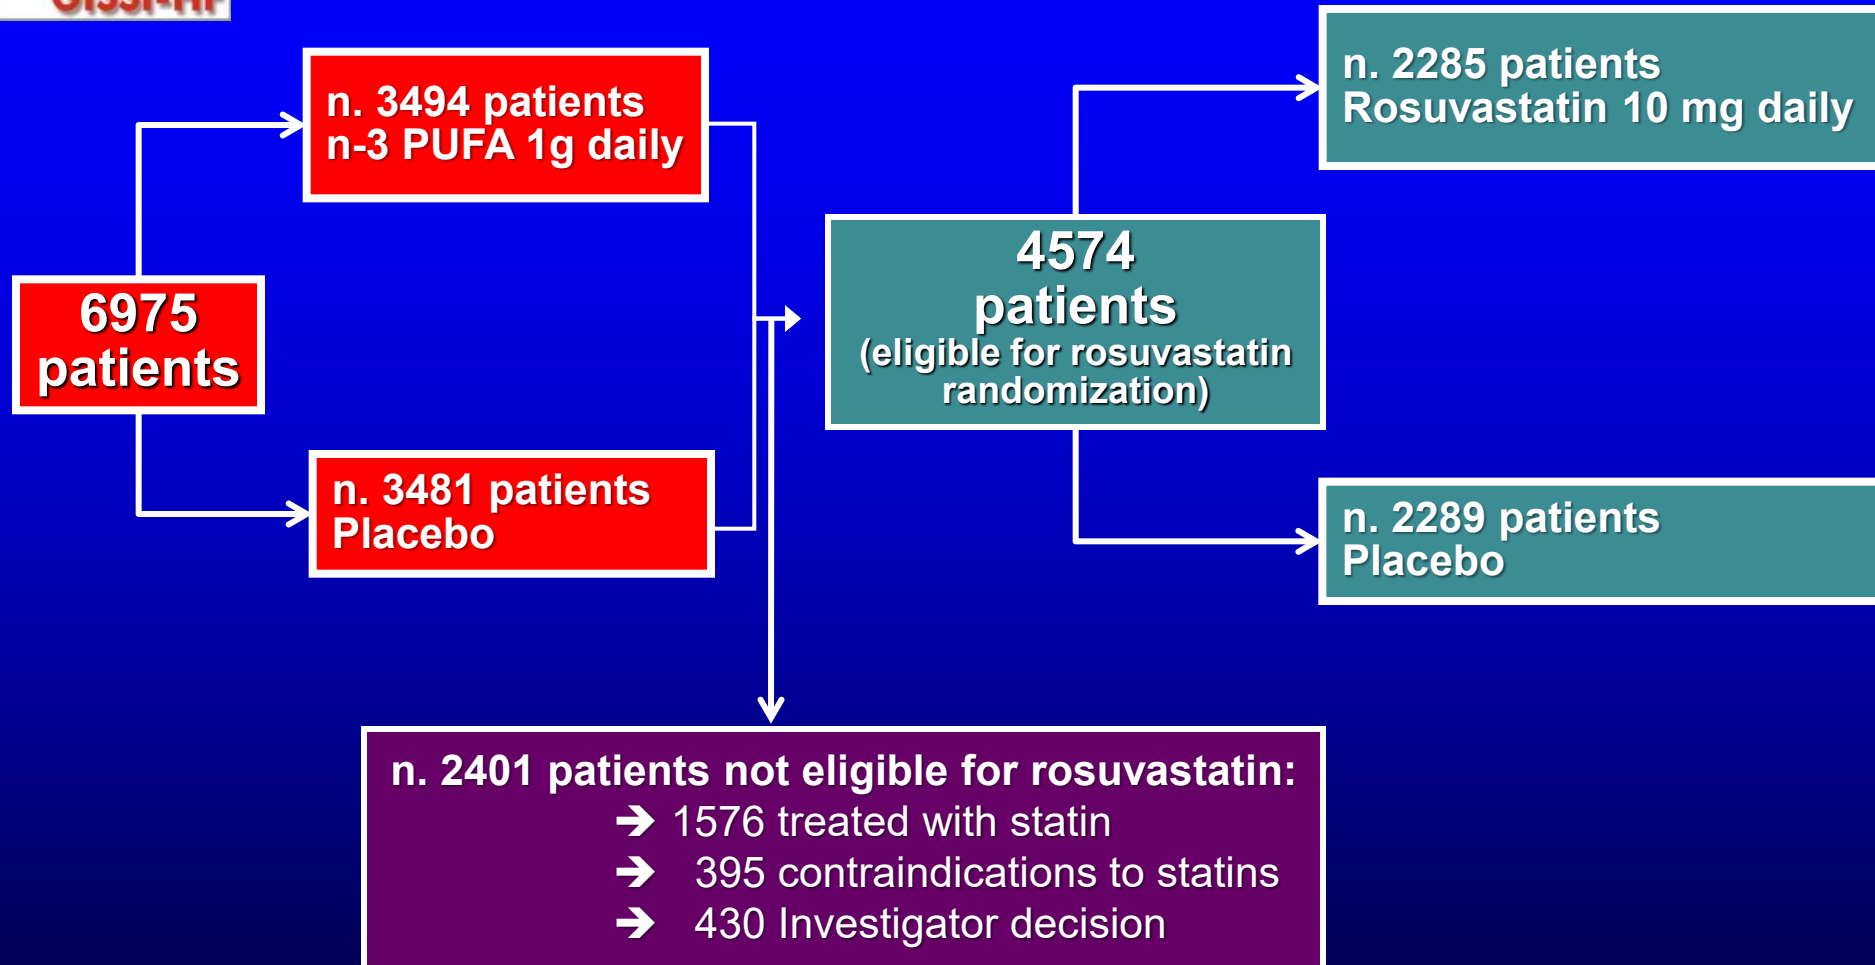 GISSI-HF
6975
patients
n. 3494 patients
n-3 PUFA 1g daily
n. 3481 patients
Placebo
4574
patients
(eligible for rosuvastatin
randomization)
n. 2285 patients
Rosuvastatin 10 mg daily
n. 2289 patients
Placebo
n. 2401 patients not eligible for rosuvastatin:
➔ 1576 treated with statin
➔ 395 contraindications to statins
➔ 430 Investigator decision